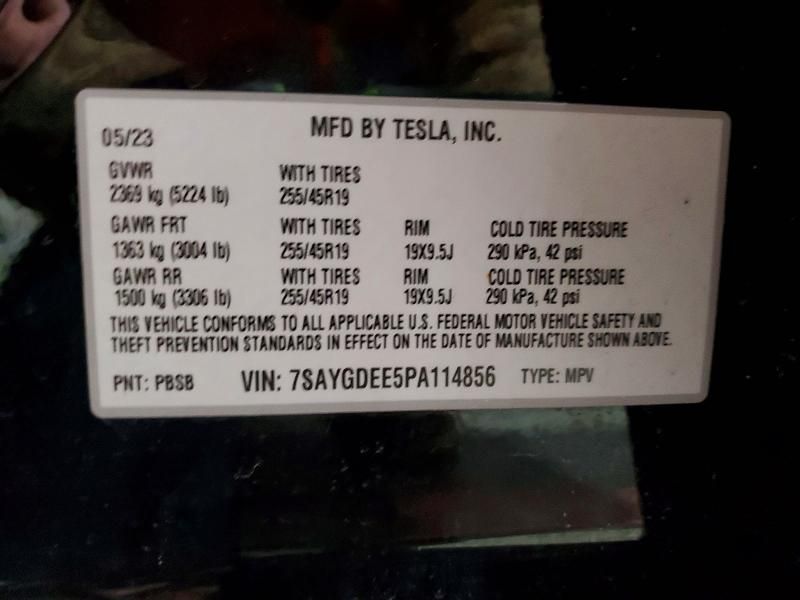 05/23 MFD BY TESLA, INC.
GVWR WITH TIRES
2369 kg (5224 lb) 255/45R19
GAWR FRT WITH TIRES RIM COLD TIRE PRESSURE
1363 kg (3004 lb) 255/45R19 19X9.5J 290 kPa, 42 psi
GAWR RR WITH TIRES RIM COLD TIRE PRESSURE
1500 kg (3306 lb) 255/45R19 19X9.5J 290 kPa, 42 psi
THIS VEHICLE CONFORMS TO ALL APPLICABLE U.S. FEDERAL MOTOR VEHICLE SAFETY AND
THEFT PREVENTION STANDARDS IN EFFECT ON THE DATE OF MANUFACTURE SHOWN ABOVE.
PNT: PBSB VIN: 7SAYGDEE5PA114856 TYPE: MPV